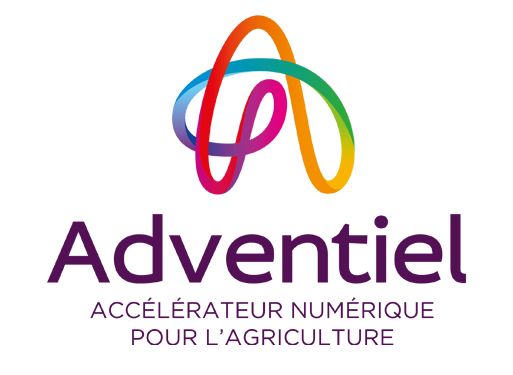 Adventiel
ACCÉLÉRATEUR NUMÉRIQUE
POUR L'AGRICULTURE